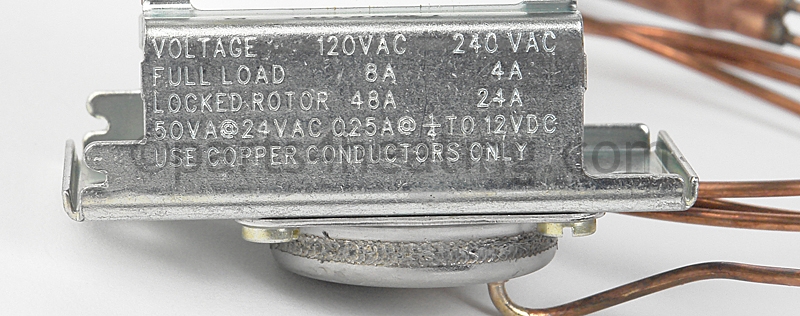 VOLTAGE 120VAC 240 VAC
FULL LOAD 8A 4A
LOCKED ROTOR 48A 24A
50VA@24VAC 0.25A@¼ TO 12VDC
USE COPPER CONDUCTORS ONLY